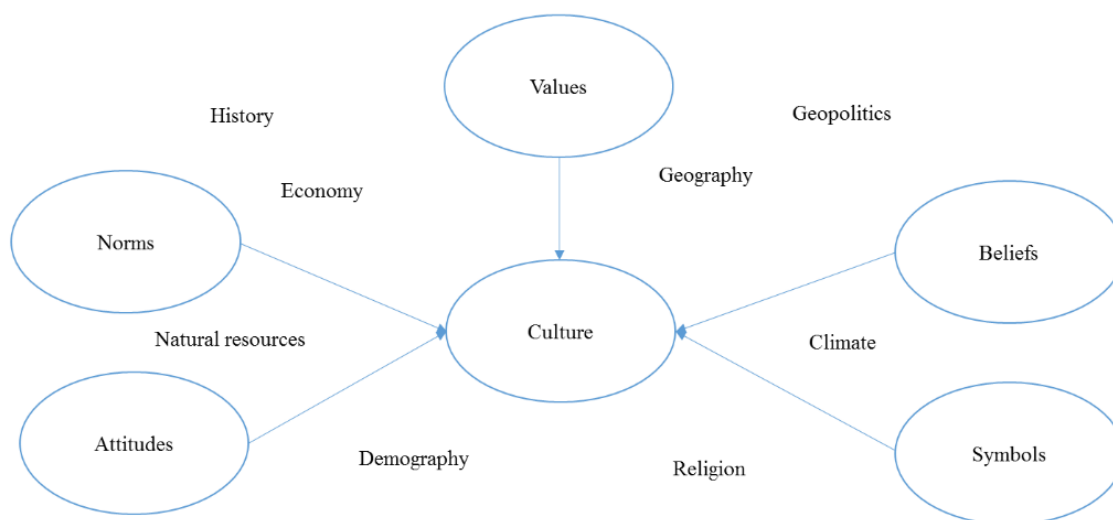 Values
History
Geopolitics
Geography
Economy
Norms
Beliefs
Culture
Natural resources
Climate
Attitudes
Demography
Religion
Symbols